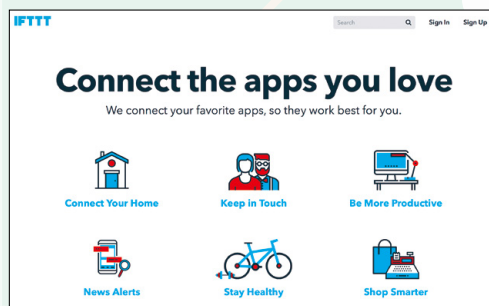 IFTTT
Search
Sign In
Sign Up
Connect the apps you love
We connect your favorite apps, so they work best for you.
Connect Your Home
Keep in Touch
Be More Productive
News Alerts
Stay Healthy
Shop Smarter